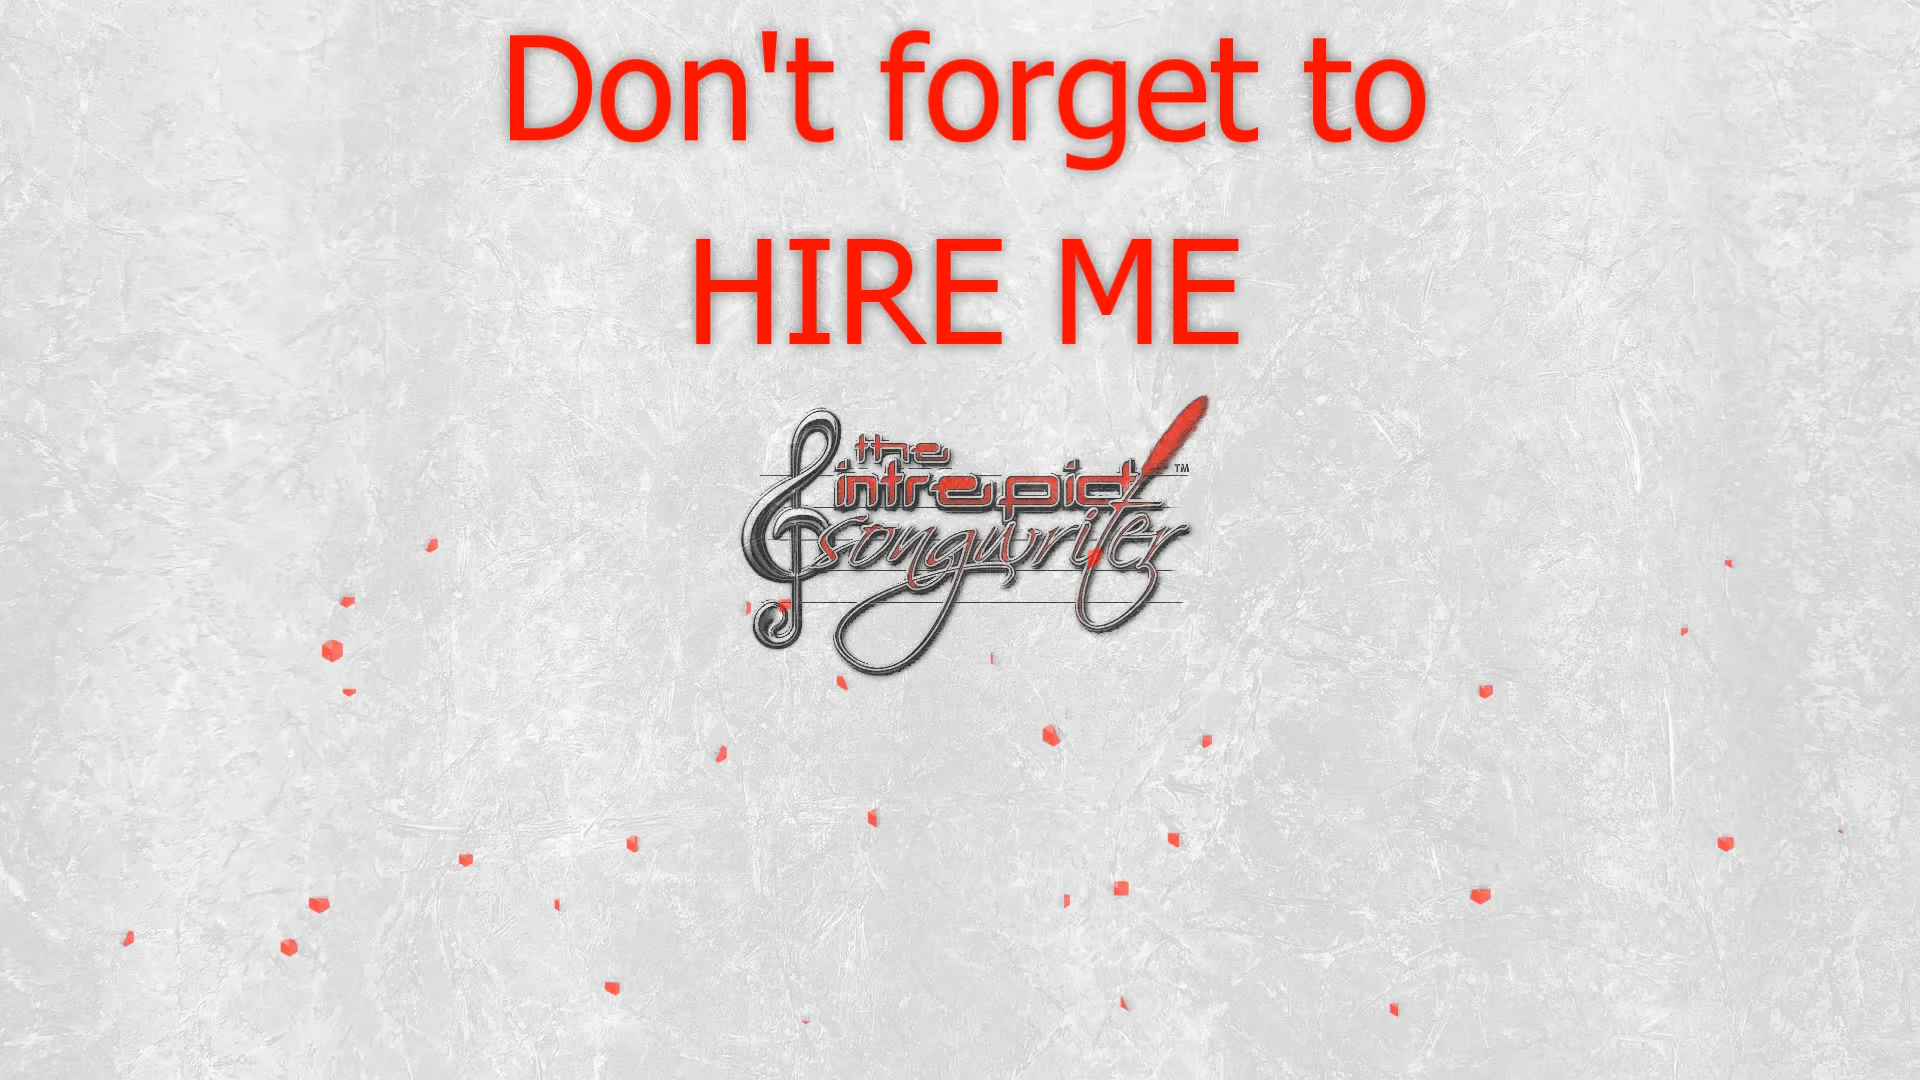 Don't forget to
HIRE ME
the
intrepid
songwriter
™